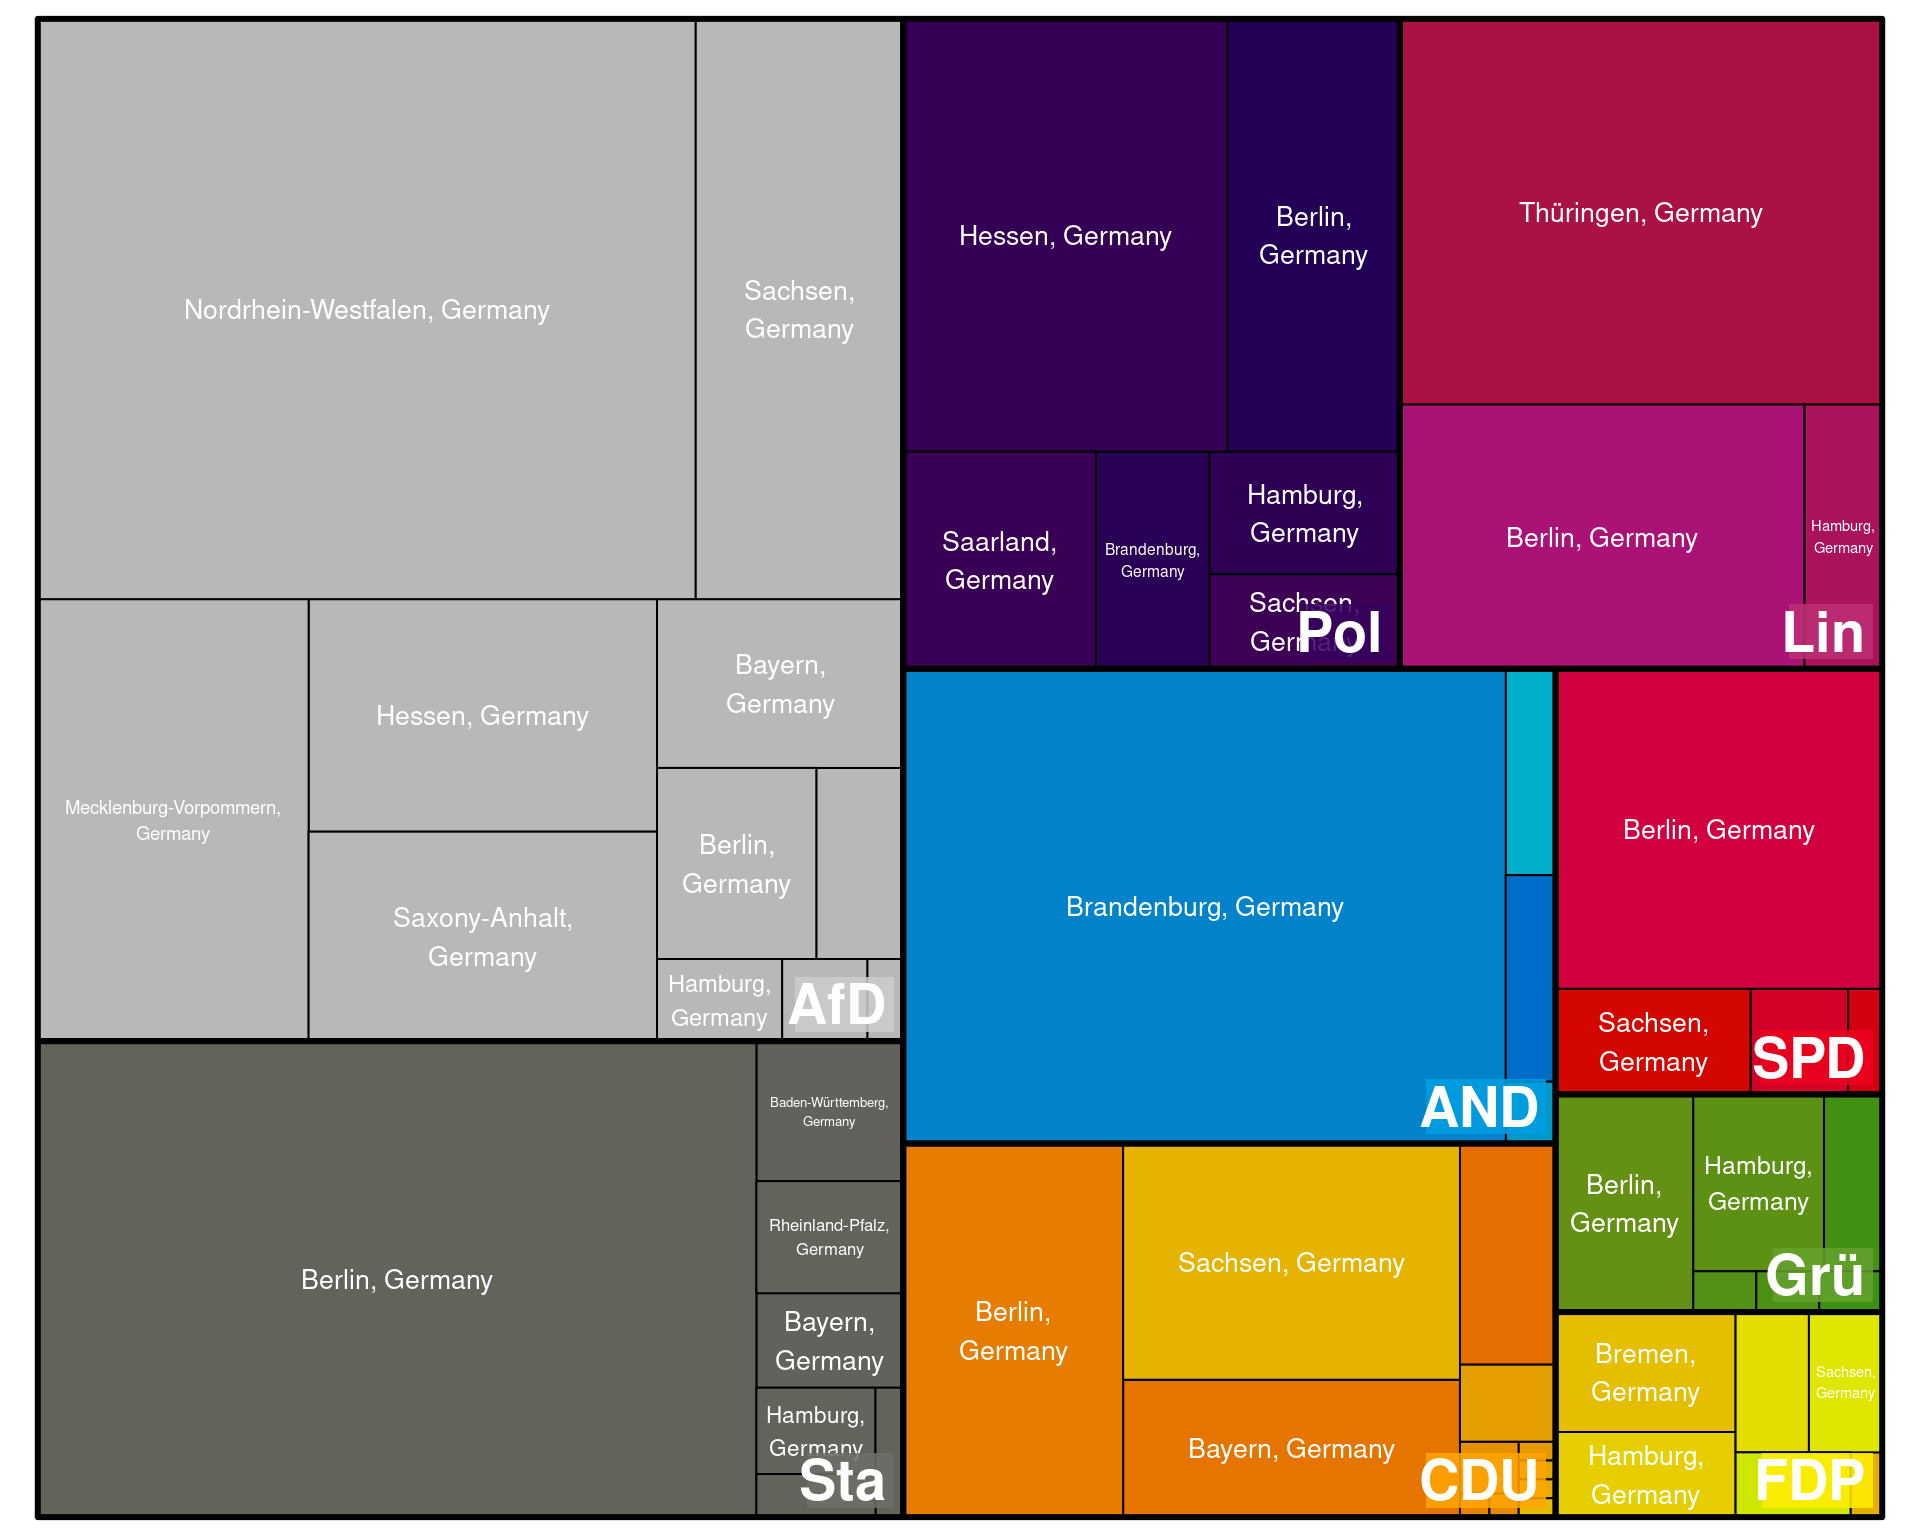 Nordrhein-Westfalen, Germany
Sachsen,
Germany
Mecklenburg-Vorpommern,
Germany
Hessen, Germany
Saxony-Anhalt,
Germany
Bayern,
Germany
Berlin,
Germany
Hamburg,
Germany
AfD
Berlin, Germany
Baden-Württemberg,
Germany
Rheinland-Pfalz,
Germany
Bayern,
Germany
Hamburg,
Germany
Sta
Hessen, Germany
Berlin,
Germany
Saarland,
Germany
Brandenburg,
Germany
Hamburg,
Germany
Sachsen,
Germany
Pol
Thüringen, Germany
Berlin, Germany
Hamburg,
Germany
Lin
Brandenburg, Germany
AND
Berlin, Germany
Sachsen,
Germany
SPD
Berlin,
Germany
Sachsen, Germany
Bayern, Germany
CDU
Berlin,
Germany
Hamburg,
Germany
Grü
Bremen,
Germany
Hamburg,
Germany
Sachsen,
Germany
FDP